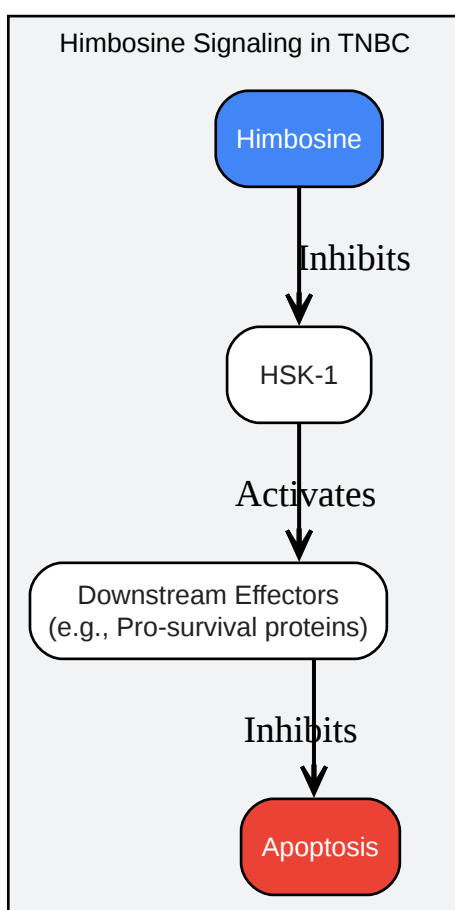 Himbosine Signaling in TNBC
Himbosine
Inhibits
HSK-1
Activates
Downstream Effectors
(e.g., Pro-survival proteins)
Inhibits
Apoptosis